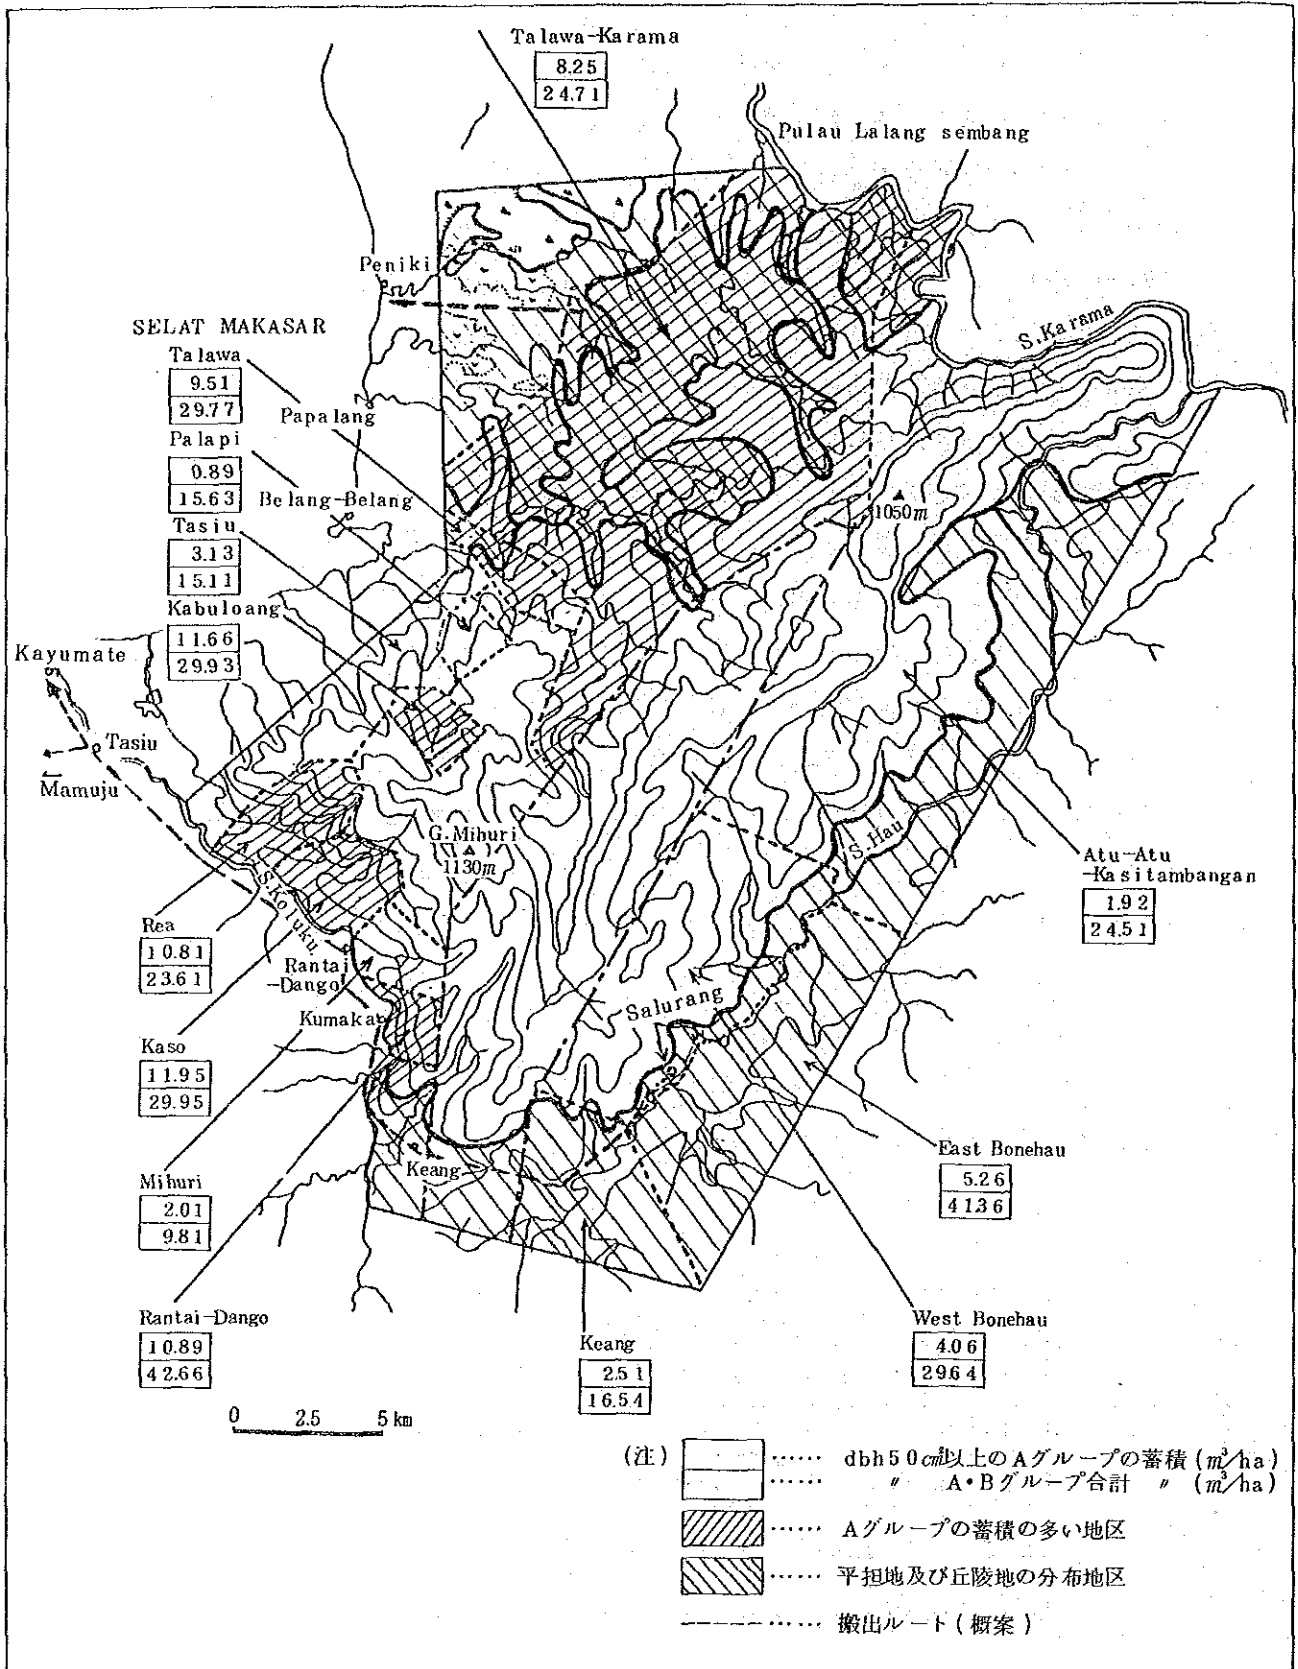 Talawa-Karama
8.25
24.71
Pulau Lalang sembang
Peniki
S.Karama
SELAT MAKASAR
Talawa
9.51
29.77
Papalang
Palapi
0.89
15.63
Belang-Belang
Tasiu
3.13
15.11
1050m
Kabuloang
11.66
29.93
Kayumate
Tasiu
Mamuju
G.Mihuri
1130m
S.Hau
Atu-Atu
-Kasitambangan
1.92
24.51
S.Koluku
Rea
10.81
23.61
Rantai
-Dango
Salurang
Kumaka
Kaso
11.95
29.95
Keang
East Bonehau
5.26
41.36
Mihuri
2.01
9.81
Rantai-Dango
10.89
42.66
Keang
2.51
16.54
West Bonehau
4.06
29.64
0 2.5 5 km
(注) …… dbh50cm以上のAグループの蓄積(m³/ha)
…… 〃 A・Bグループ合計 〃 (m³/ha)
…… Aグループの蓄積の多い地区
…… 平担地及び丘陵地の分布地区
…… 搬出ルート(概案)